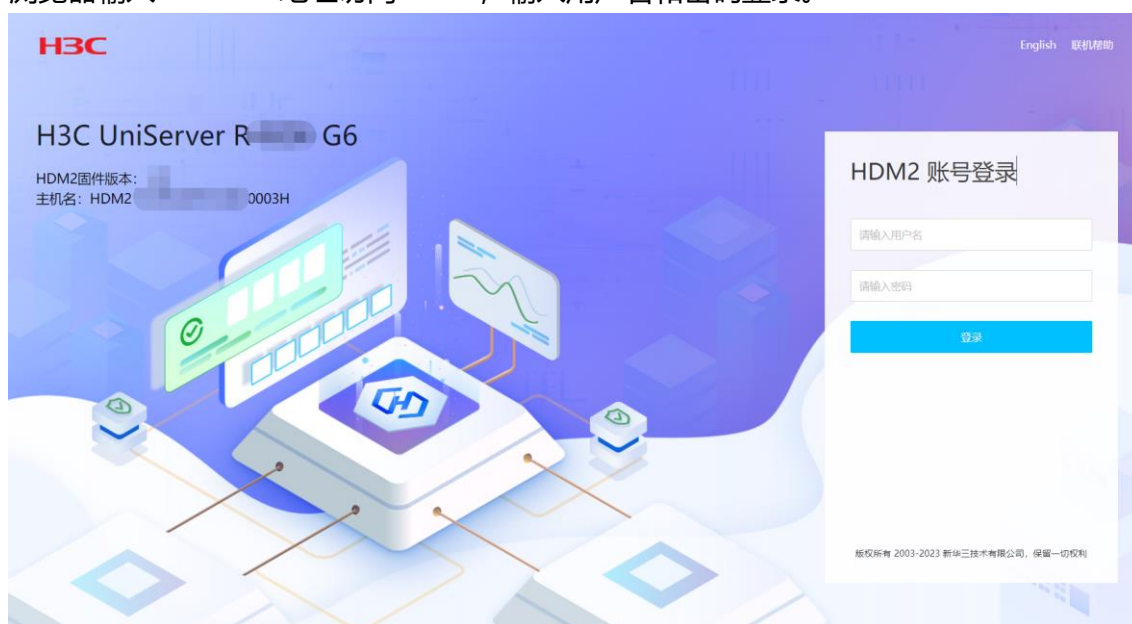 H3C
English 联机帮助
H3C UniServer R G6
HDM2固件版本:
主机名: HDM2 0003H
HDM2 账号登录
请输入用户名
请输入密码
登录
版权所有 2003-2023 新华三技术有限公司, 保留一切权利